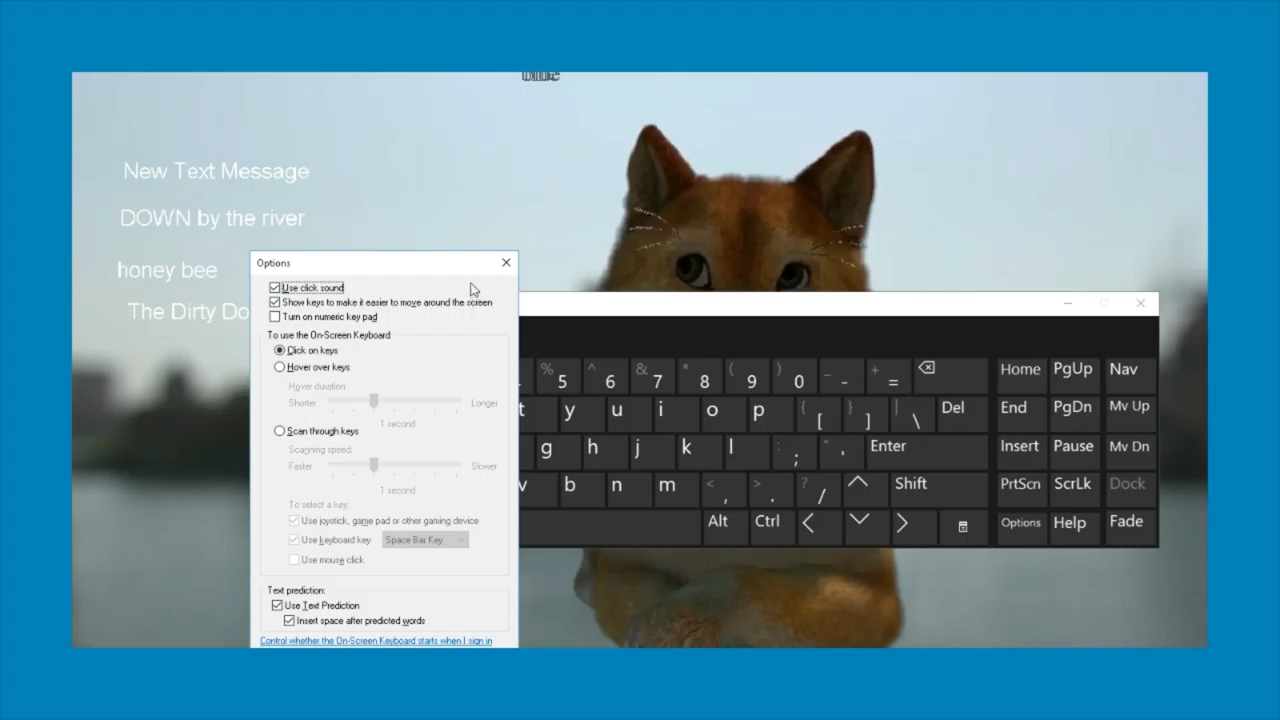 New Text Message
DOWN by the river
honey bee
The Dirty Do
Options
Use click sound
Show keys to make it easier to move around the screen
Turn on numeric key pad
To use the On-Screen Keyboard:
Click on keys
Hover over keys
Hover duration:
Shorter Longer
1 second
Scan through keys
Scanning speed:
Faster Slower
1 second
To select a key:
Use joystick, game pad or other gaming device
Use Keyboard key Space Bar Key
Use mouse click
Text prediction:
Use Text Prediction
Insert space after predicted words
Control whether the On-Screen Keyboard starts when I sign in
% 5 ^ 6 & 7 * 8 ( 9 ) 0 _ - + = Home PgUp Nav
t y u i o p { [ } ] | \ Del End PgDn Mv Up
g h j k l : ; " ' Enter Insert Pause Mv Dn
v b n m < , > . ? / Shift PrtScn ScrLk Dock
Alt Ctrl Options Help Fade